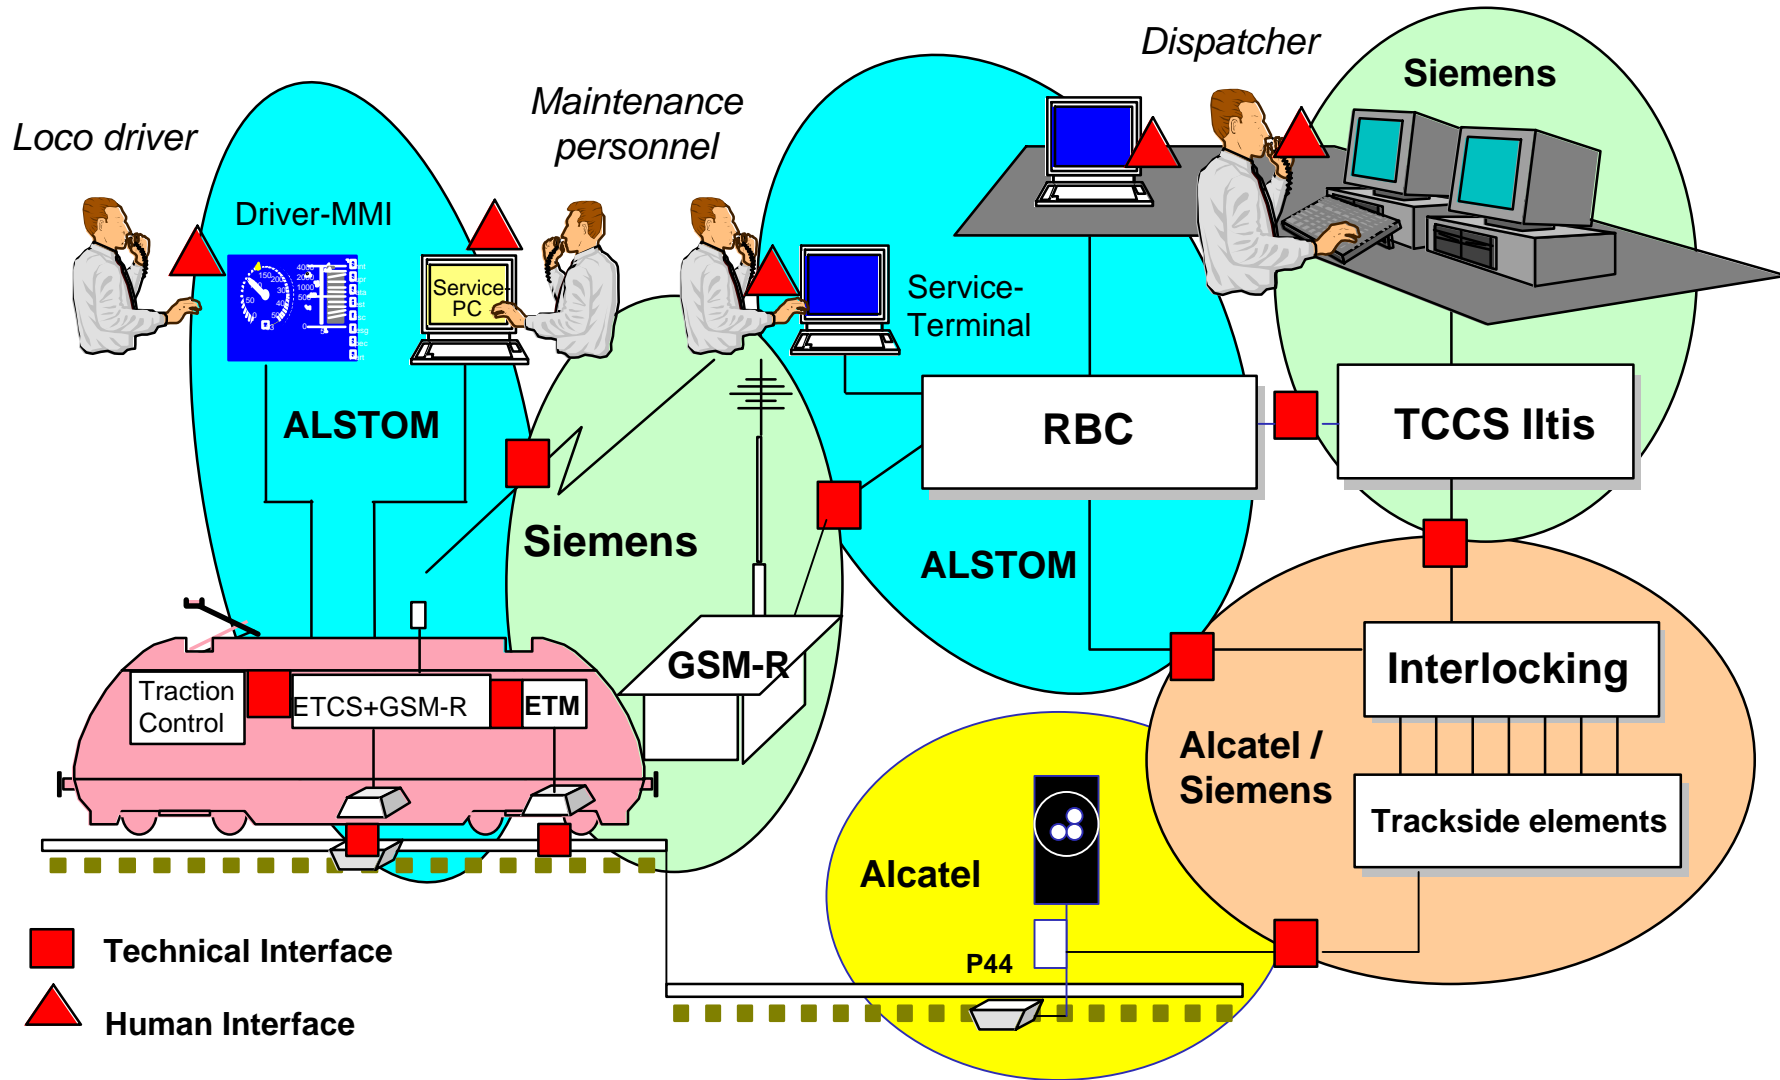 Dispatcher
Siemens
Maintenance
personnel
Loco driver
Driver-MMI
Service-
PC
Service-
Terminal
ALSTOM
RBC
TCCS Iltis
Siemens
ALSTOM
GSM-R
Interlocking
Traction
Control
ETCS+GSM-R
ETM
Alcatel /
Siemens
Trackside elements
Alcatel
P44
Technical Interface
Human Interface